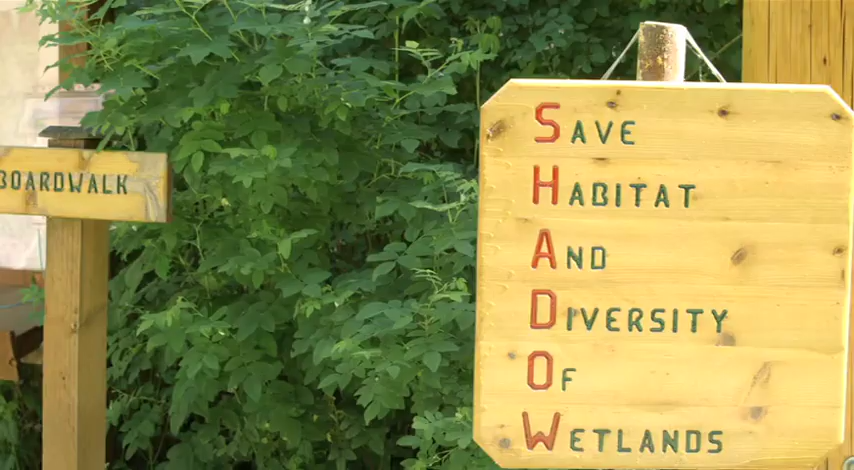 BOARDWALK
SAVE
HABITAT
AND
DIVERSITY
OF
WETLANDS